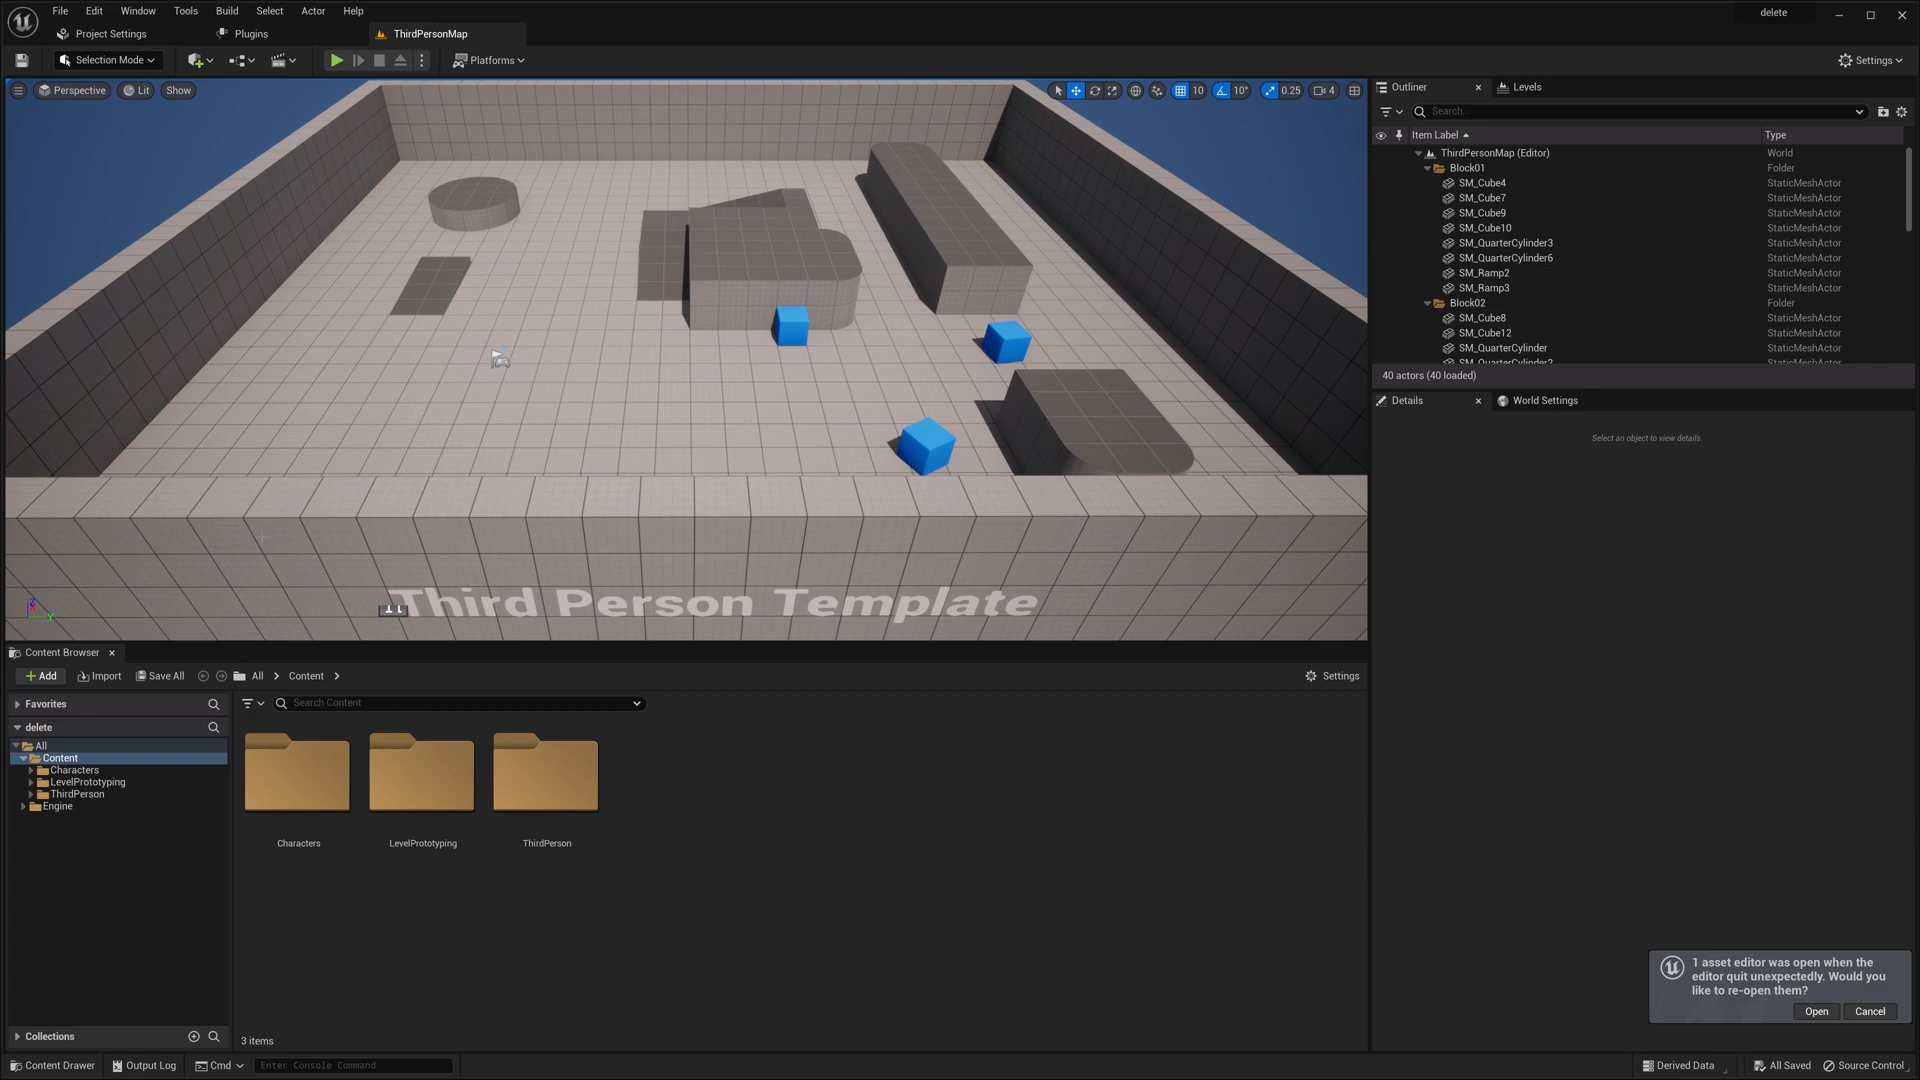 File Edit Window Tools Build Select Actor Help
delete
Project Settings Plugins ThirdPersonMap
Selection Mode Platforms Settings
Perspective Lit Show 10 10° 0.25 4
Third Person Template
Outliner Levels
Search...
Item Label Type
ThirdPersonMap (Editor) World
Block01 Folder
SM_Cube4 StaticMeshActor
SM_Cube7 StaticMeshActor
SM_Cube9 StaticMeshActor
SM_Cube10 StaticMeshActor
SM_QuarterCylinder3 StaticMeshActor
SM_QuarterCylinder6 StaticMeshActor
SM_Ramp2 StaticMeshActor
SM_Ramp3 StaticMeshActor
Block02 Folder
SM_Cube8 StaticMeshActor
SM_Cube12 StaticMeshActor
SM_QuarterCylinder StaticMeshActor
SM_QuarterCylinder2 StaticMeshActor
40 actors (40 loaded)
Details World Settings
Select an object to view details.
Content Browser
Add Import Save All All Content Settings
Favorites
Search Content
delete
All
Content
Characters
LevelPrototyping
ThirdPerson
Engine
Characters LevelPrototyping ThirdPerson
Collections
3 items
1 asset editor was open when the
editor quit unexpectedly. Would you
like to re-open them?
Open Cancel
Content Drawer Output Log Cmd Enter Console Command Derived Data All Saved Source Control